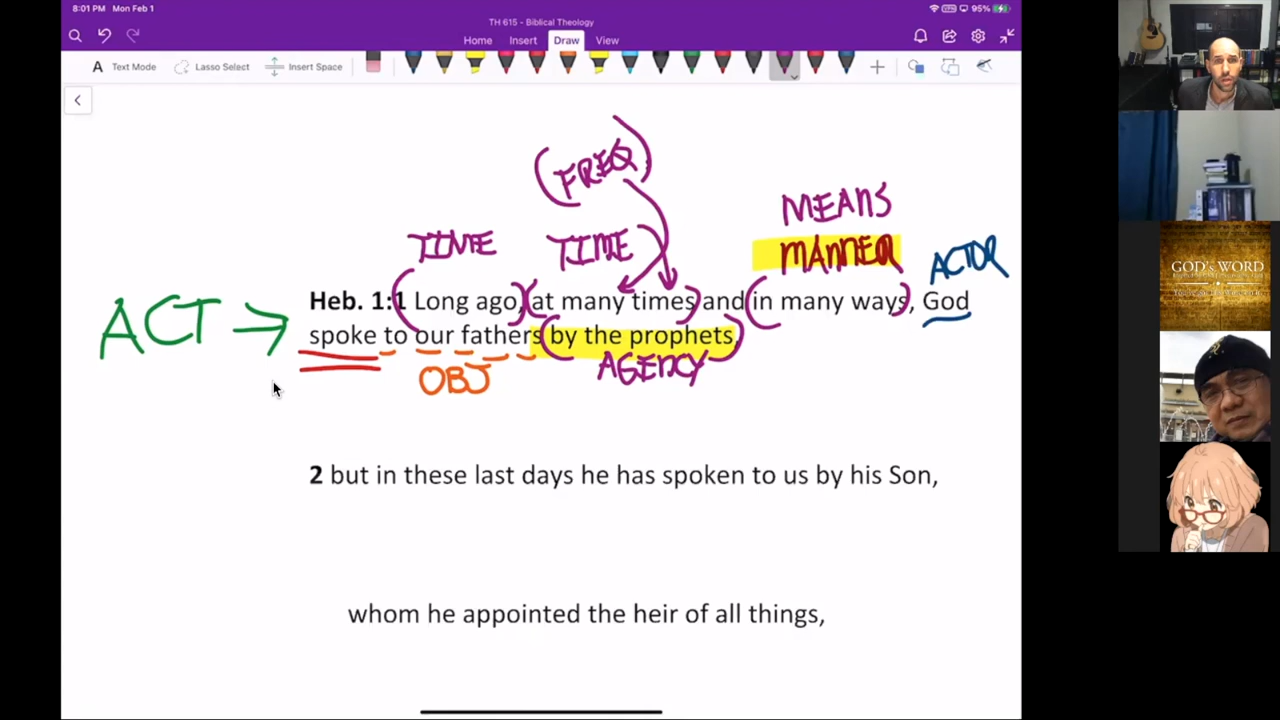 8:01 PM Mon Feb 1
95%
TH 615 - Biblical Theology
Home Insert Draw View
Text Mode Lasso Select Insert Space
(FREQ)
MEANS
TIME TIME MANNER ACTOR
ACT → Heb. 1:1 Long ago, at many times and in many ways, God
spoke to our fathers by the prophets,
OBJ AGENCY
2 but in these last days he has spoken to us by his Son,
whom he appointed the heir of all things,
GOD's WORD